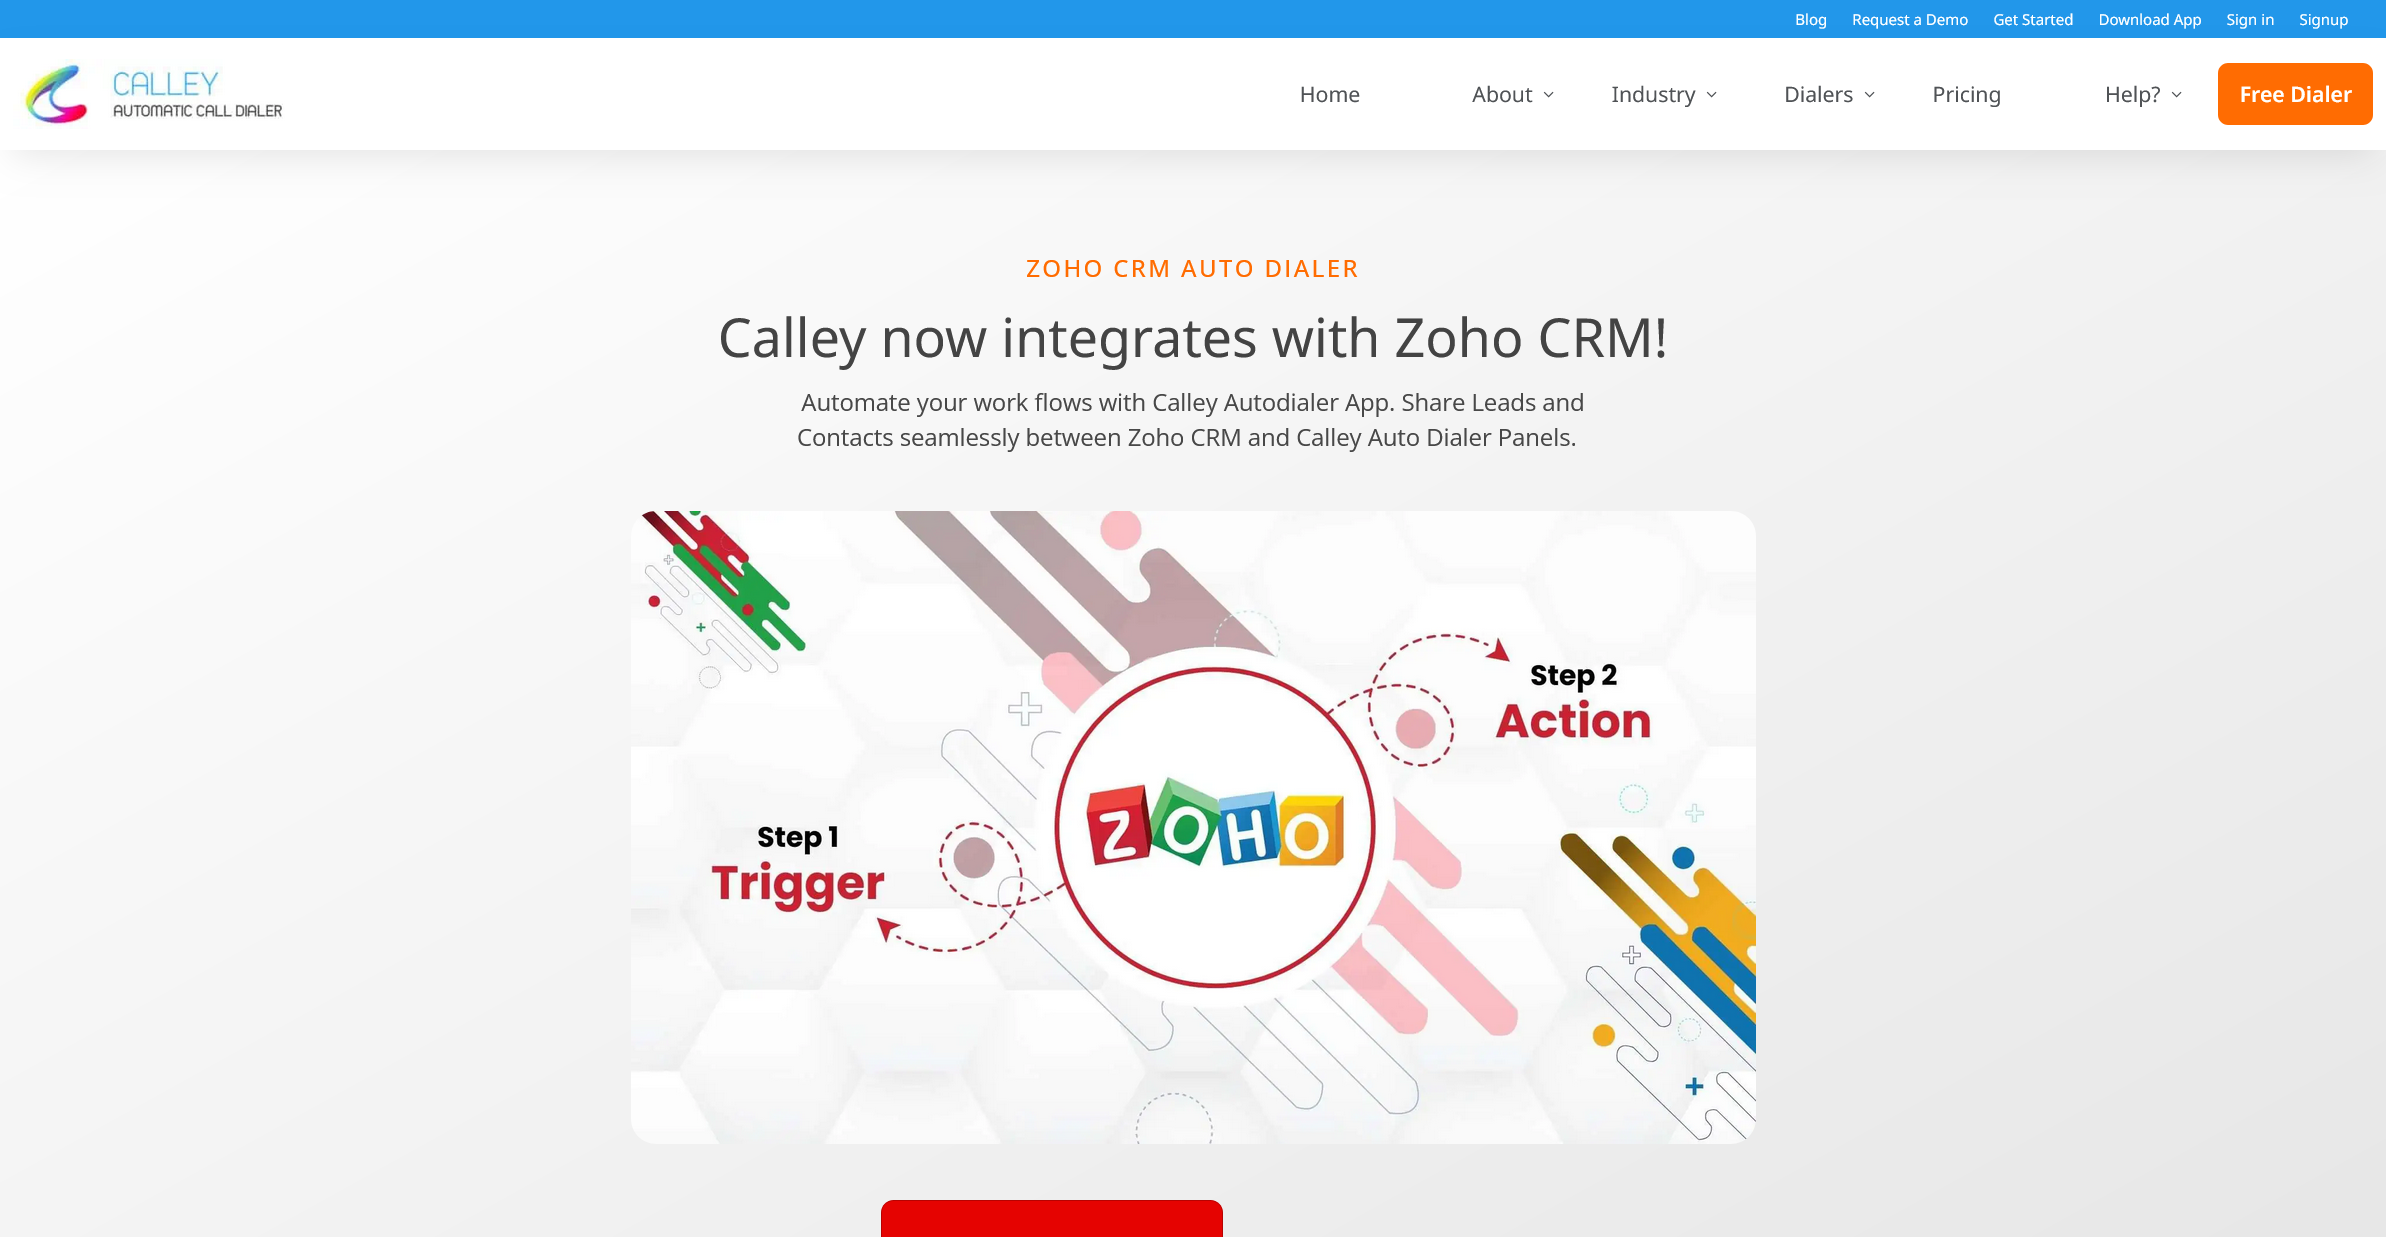 Blog Request a Demo Get Started Download App Sign in Signup
CALLEY
AUTOMATIC CALL DIALER
Home About Industry Dialers Pricing Help? Free Dialer
ZOHO CRM AUTO DIALER
Calley now integrates with Zoho CRM!
Automate your work flows with Calley Autodialer App. Share Leads and
Contacts seamlessly between Zoho CRM and Calley Auto Dialer Panels.
Step 2
Action
ZOHO
Step 1
Trigger